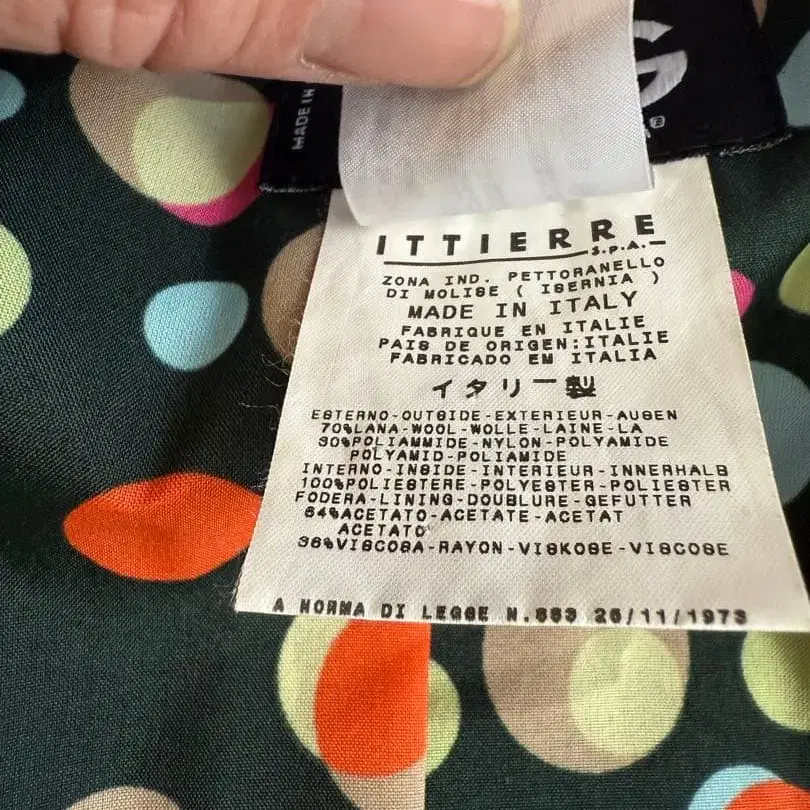 MADE IN
G
ITTIERRE
S.P.A.
ZONA IND. PETTORANELLO
DI MOLISE ( ISERNIA )
MADE IN ITALY
FABRIQUE EN ITALIE
PAIS DE ORIGEN:ITALIE
FABRICADO EM ITALIA
イタリー製
ESTERNO-OUTSIDE-EXTERIEUR-AUSEN
70%LANA-WOOL-WOLLE-LAINE-LA
30%POLIAMMIDE-NYLON-POLYAMIDE
POLYAMID-POLIAMIDE
INTERNO-INSIDE-INTERIEUR-INNERHALB
100%POLIESTERE-POLYESTER-POLIESTER
FODERA-LINING-DOUBLURE-GEFUTTER
64%ACETATO-ACETATE-ACETAT
ACETATO
36%VISCOSA-RAYON-VISKOSE-VISCOSE
A NORMA DI LEGGE N.883 26/11/1973